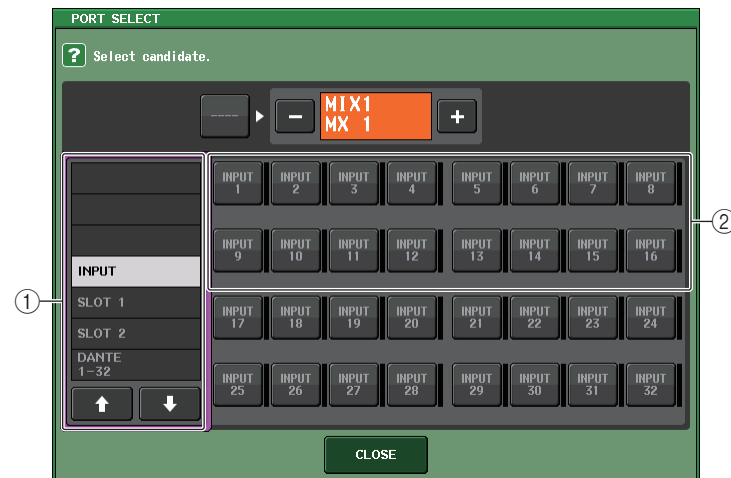 PORT SELECT
? Select candidate.
----
−
MIX1
MX 1
+
INPUT
SLOT 1
SLOT 2
DANTE
1-32
INPUT 1 INPUT 2 INPUT 3 INPUT 4 INPUT 5 INPUT 6 INPUT 7 INPUT 8
INPUT 9 INPUT 10 INPUT 11 INPUT 12 INPUT 13 INPUT 14 INPUT 15 INPUT 16
INPUT 17 INPUT 18 INPUT 19 INPUT 20 INPUT 21 INPUT 22 INPUT 23 INPUT 24
INPUT 25 INPUT 26 INPUT 27 INPUT 28 INPUT 29 INPUT 30 INPUT 31 INPUT 32
CLOSE
1
2